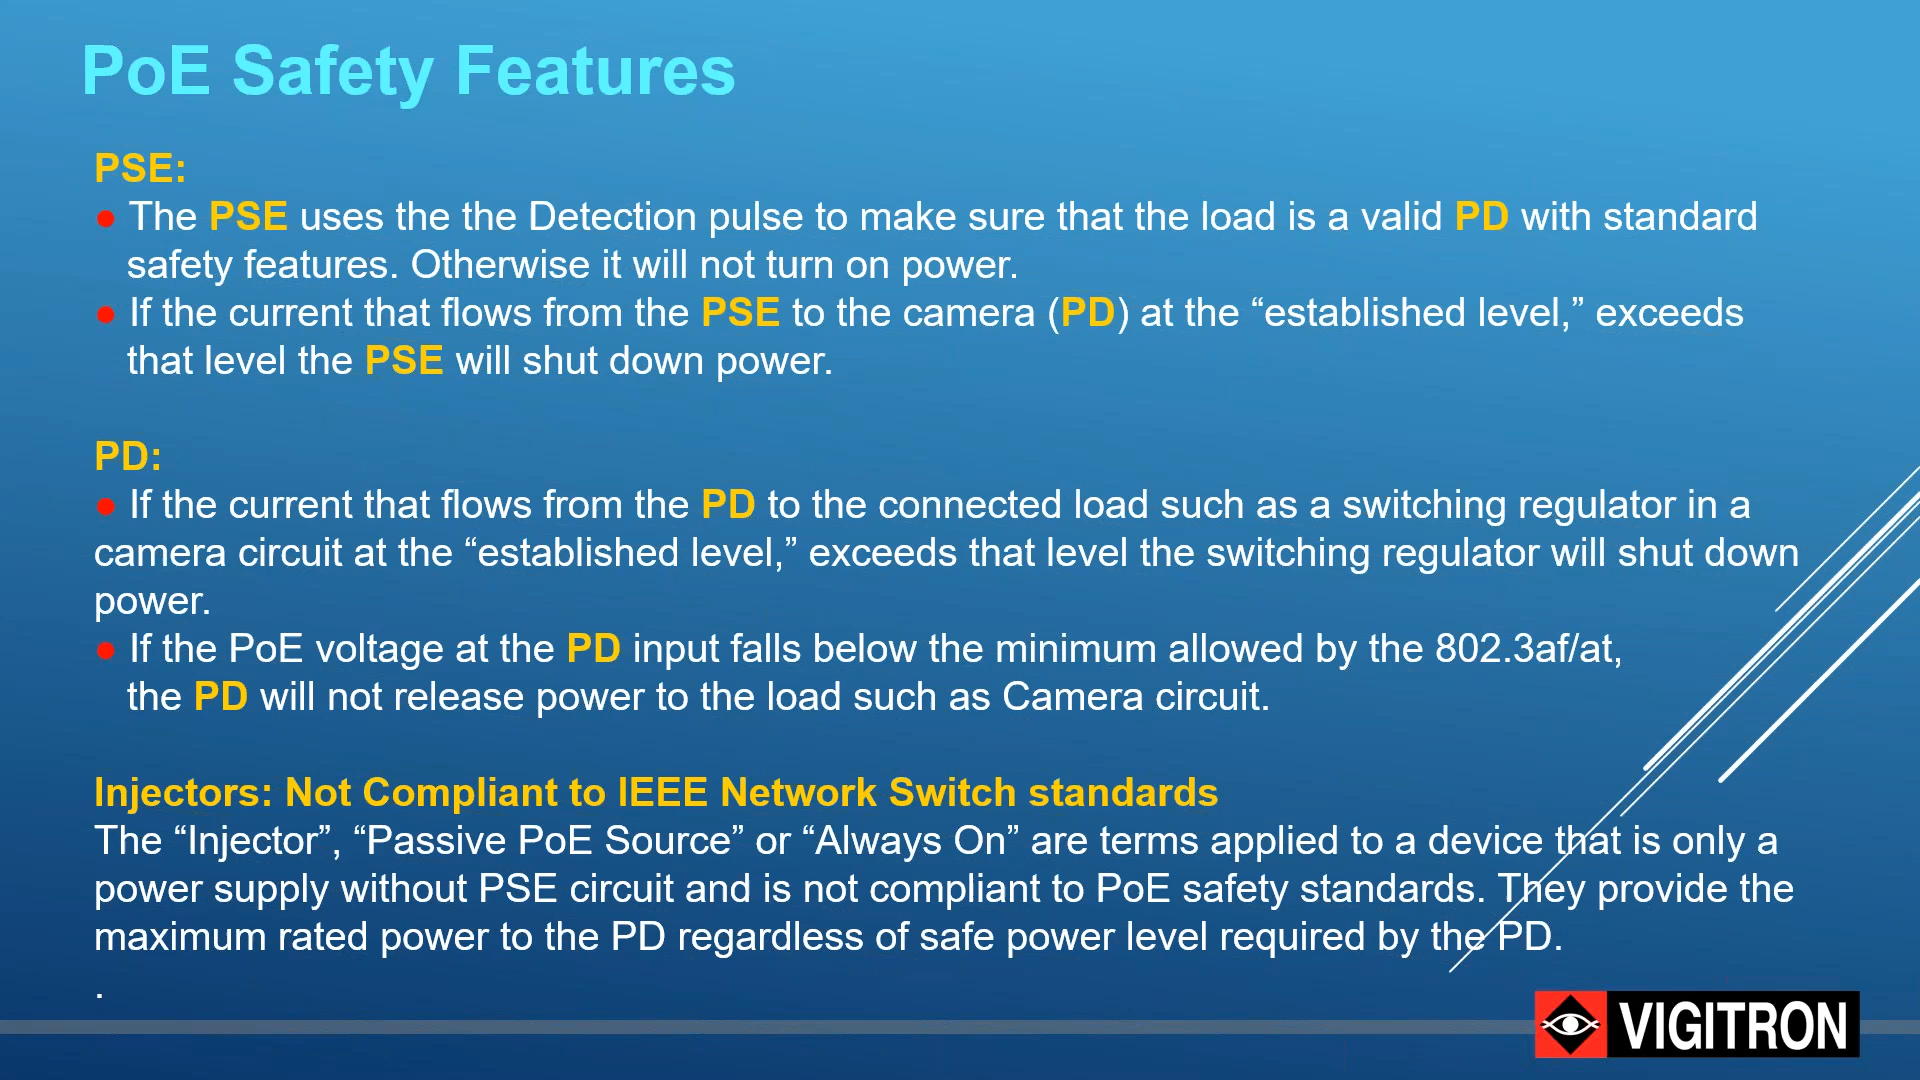 PoE Safety Features
PSE:
● The PSE uses the the Detection pulse to make sure that the load is a valid PD with standard
safety features. Otherwise it will not turn on power.
● If the current that flows from the PSE to the camera (PD) at the “established level,” exceeds
that level the PSE will shut down power.
PD:
● If the current that flows from the PD to the connected load such as a switching regulator in a
camera circuit at the “established level,” exceeds that level the switching regulator will shut down
power.
● If the PoE voltage at the PD input falls below the minimum allowed by the 802.3af/at,
the PD will not release power to the load such as Camera circuit.
Injectors: Not Compliant to IEEE Network Switch standards
The “Injector”, “Passive PoE Source” or “Always On” are terms applied to a device that is only a
power supply without PSE circuit and is not compliant to PoE safety standards. They provide the
maximum rated power to the PD regardless of safe power level required by the PD.
.
VIGITRON